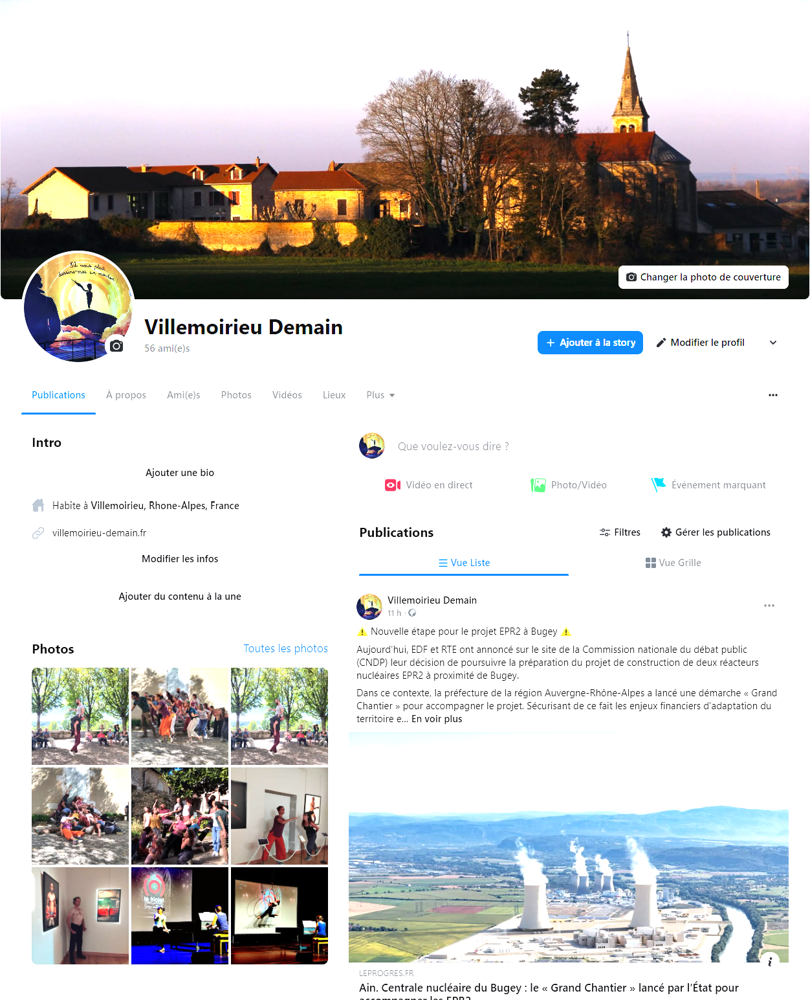 S'il vous plaît
dessine-moi un mouton
Changer la photo de couverture
Villemoirieu Demain
56 ami(e)s
Ajouter à la story
Modifier le profil
Publications
À propos
Ami(e)s
Photos
Vidéos
Lieux
Plus
Intro
Ajouter une bio
Habite à Villemoirieu, Rhone-Alpes, France
villemoirieu-demain.fr
Modifier les infos
Ajouter du contenu à la une
Photos
Toutes les photos
Que voulez-vous dire ?
Vidéo en direct
Photo/Vidéo
Évènement marquant
Publications
Filtres
Gérer les publications
Vue Liste
Vue Grille
Villemoirieu Demain
11 h ·
⚠️ Nouvelle étape pour le projet EPR2 à Bugey ⚠️
Aujourd'hui, EDF et RTE ont annoncé sur le site de la Commission nationale du débat public
(CNDP) leur décision de poursuivre la préparation du projet de construction de deux réacteurs
nucléaires EPR2 à proximité de Bugey.
Dans ce contexte, la préfecture de la région Auvergne-Rhône-Alpes a lancé une démarche « Grand
Chantier » pour accompagner le projet. Sécurisant de ce fait les enjeux financiers d'adaptation du
territoire e... En voir plus
LEPROGRES.FR
Ain. Centrale nucléaire du Bugey : le « Grand Chantier » lancé par l'État pour
accompagner les EPR2